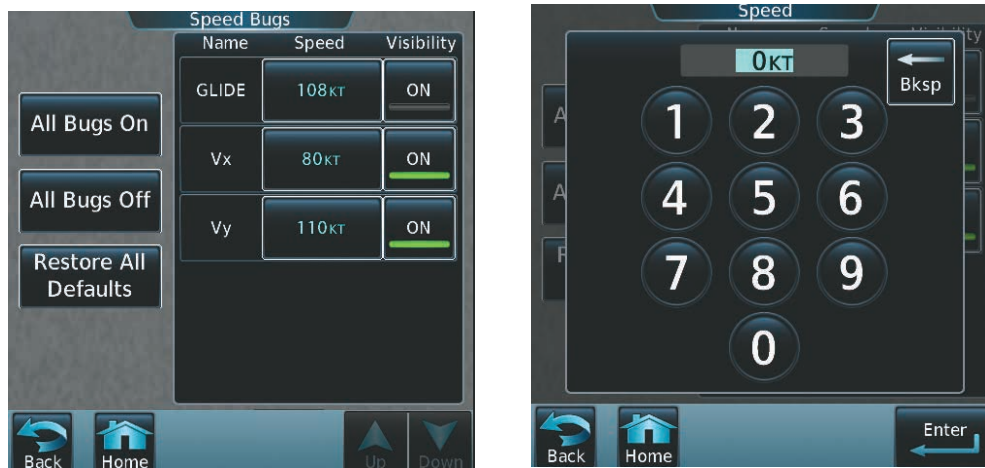 Speed Bugs
Name Speed Visibility
GLIDE 108KT ON
All Bugs On
Vx 80KT ON
All Bugs Off
Vy 110KT ON
Restore All
Defaults
Back Home Up Down
Speed
0KT
Bksp
1 2 3
4 5 6
7 8 9
0
Back Home Enter